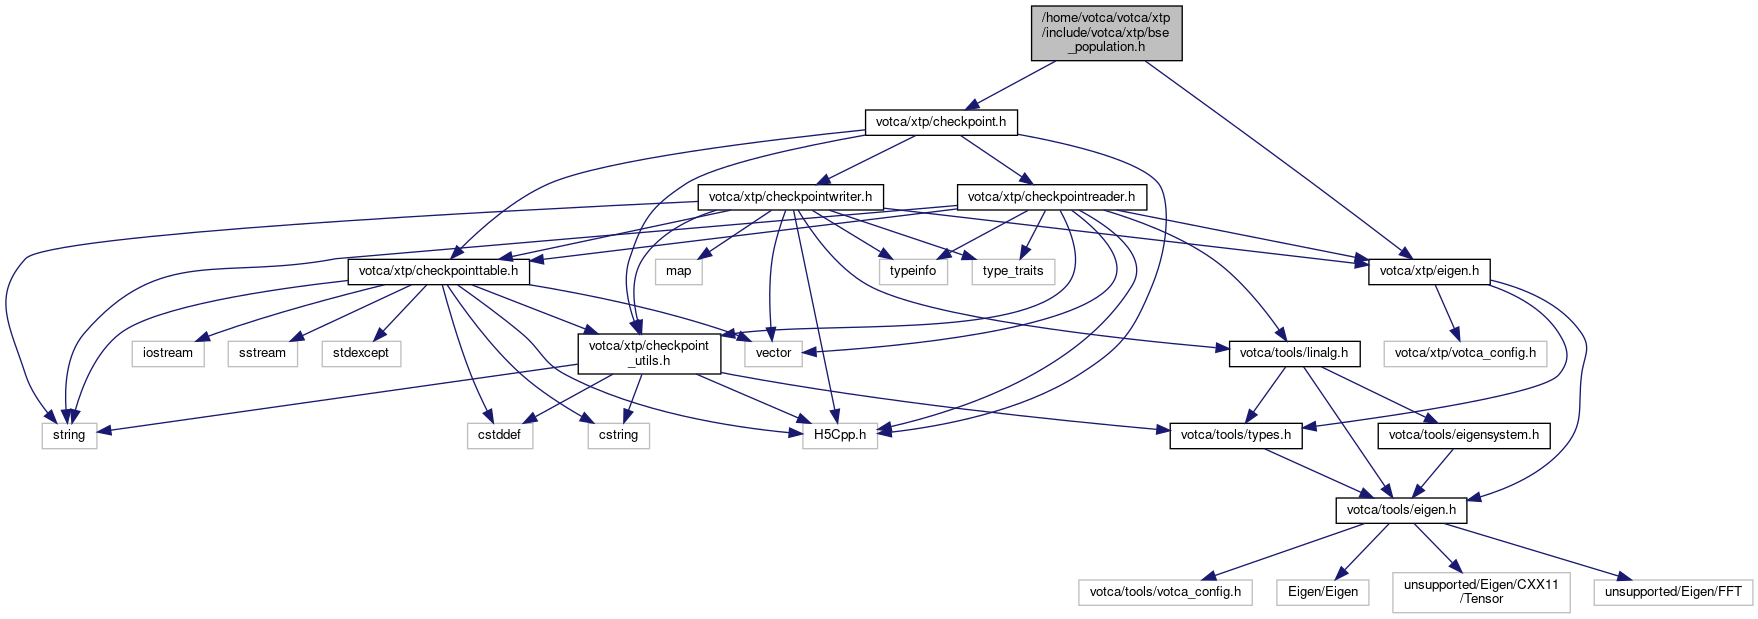 /home/votca/votca/xtp
/include/votca/xtp/bse
_population.h
votca/xtp/checkpoint.h
votca/xtp/checkpointwriter.h
votca/xtp/checkpointreader.h
votca/xtp/checkpointtable.h
map
typeinfo
type_traits
votca/xtp/eigen.h
iostream
sstream
stdexcept
votca/xtp/checkpoint
_utils.h
vector
votca/tools/linalg.h
votca/xtp/votca_config.h
string
cstddef
cstring
H5Cpp.h
votca/tools/types.h
votca/tools/eigensystem.h
votca/tools/eigen.h
votca/tools/votca_config.h
Eigen/Eigen
unsupported/Eigen/CXX11
/Tensor
unsupported/Eigen/FFT